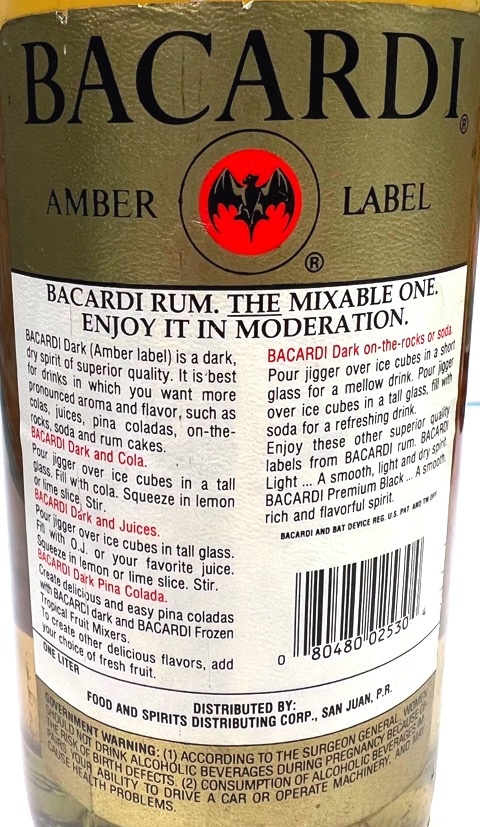 BACARDI®
AMBER LABEL
®
BACARDI RUM. THE MIXABLE ONE.
ENJOY IT IN MODERATION.
BACARDI Dark (Amber label) is a dark,
dry spirit of superior quality. It is best
for drinks in which you want more
pronounced aroma and flavor, such as
colas, juices, pina coladas, on-the-
rocks, soda and rum cakes.
BACARDI Dark and Cola.
Pour jigger over ice cubes in a tall
glass. Fill with cola. Squeeze in lemon
or lime slice. Stir.
BACARDI Dark and Juices.
Pour jigger over ice cubes in tall glass.
Fill with O.J. or your favorite juice.
Squeeze in lemon or lime slice. Stir.
BACARDI Dark Pina Colada.
Create delicious and easy pina coladas
with BACARDI dark and BACARDI Frozen
Tropical Fruit Mixers.
To create other delicious flavors, add
your choice of fresh fruit.
ONE LITER
BACARDI Dark on-the-rocks or soda.
Pour jigger over ice cubes in a short
glass for a mellow drink. Pour jigger
over ice cubes in a tall glass, fill with
soda for a refreshing drink.
Enjoy these other superior quality
labels from BACARDI rum. BACARDI
Light ... A smooth, light and dry spirit.
BACARDI Premium Black ... A smooth,
rich and flavorful spirit.
BACARDI AND BAT DEVICE REG. U.S. PAT. AND TM OFF.
0 80480 02530 4
DISTRIBUTED BY:
FOOD AND SPIRITS DISTRIBUTING CORP., SAN JUAN, P.R.
GOVERNMENT WARNING: (1) ACCORDING TO THE SURGEON GENERAL, WOMEN
SHOULD NOT DRINK ALCOHOLIC BEVERAGES DURING PREGNANCY BECAUSE OF
THE RISK OF BIRTH DEFECTS. (2) CONSUMPTION OF ALCOHOLIC BEVERAGES IM-
PAIRS YOUR ABILITY TO DRIVE A CAR OR OPERATE MACHINERY, AND MAY
CAUSE HEALTH PROBLEMS.